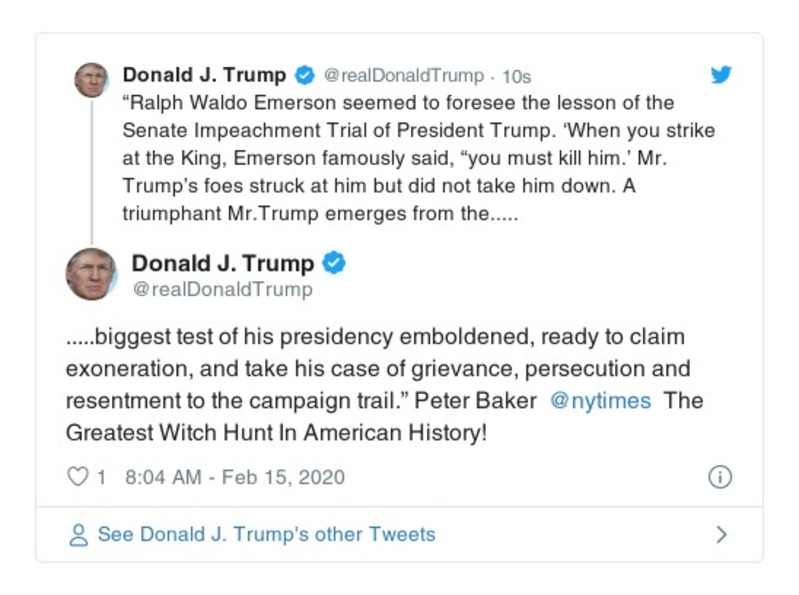 Donald J. Trump @realDonaldTrump · 10s
“Ralph Waldo Emerson seemed to foresee the lesson of the
Senate Impeachment Trial of President Trump. ‘When you strike
at the King, Emerson famously said, “you must kill him.’ Mr.
Trump’s foes struck at him but did not take him down. A
triumphant Mr.Trump emerges from the.....
Donald J. Trump
@realDonaldTrump
.....biggest test of his presidency emboldened, ready to claim
exoneration, and take his case of grievance, persecution and
resentment to the campaign trail.” Peter Baker @nytimes The
Greatest Witch Hunt In American History!
1 8:04 AM - Feb 15, 2020
See Donald J. Trump's other Tweets